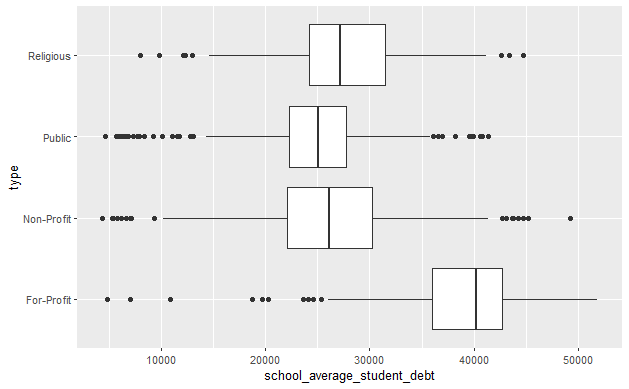 Religious
Public
Non-Profit
For-Profit
type
10000 20000 30000 40000 50000
school_average_student_debt